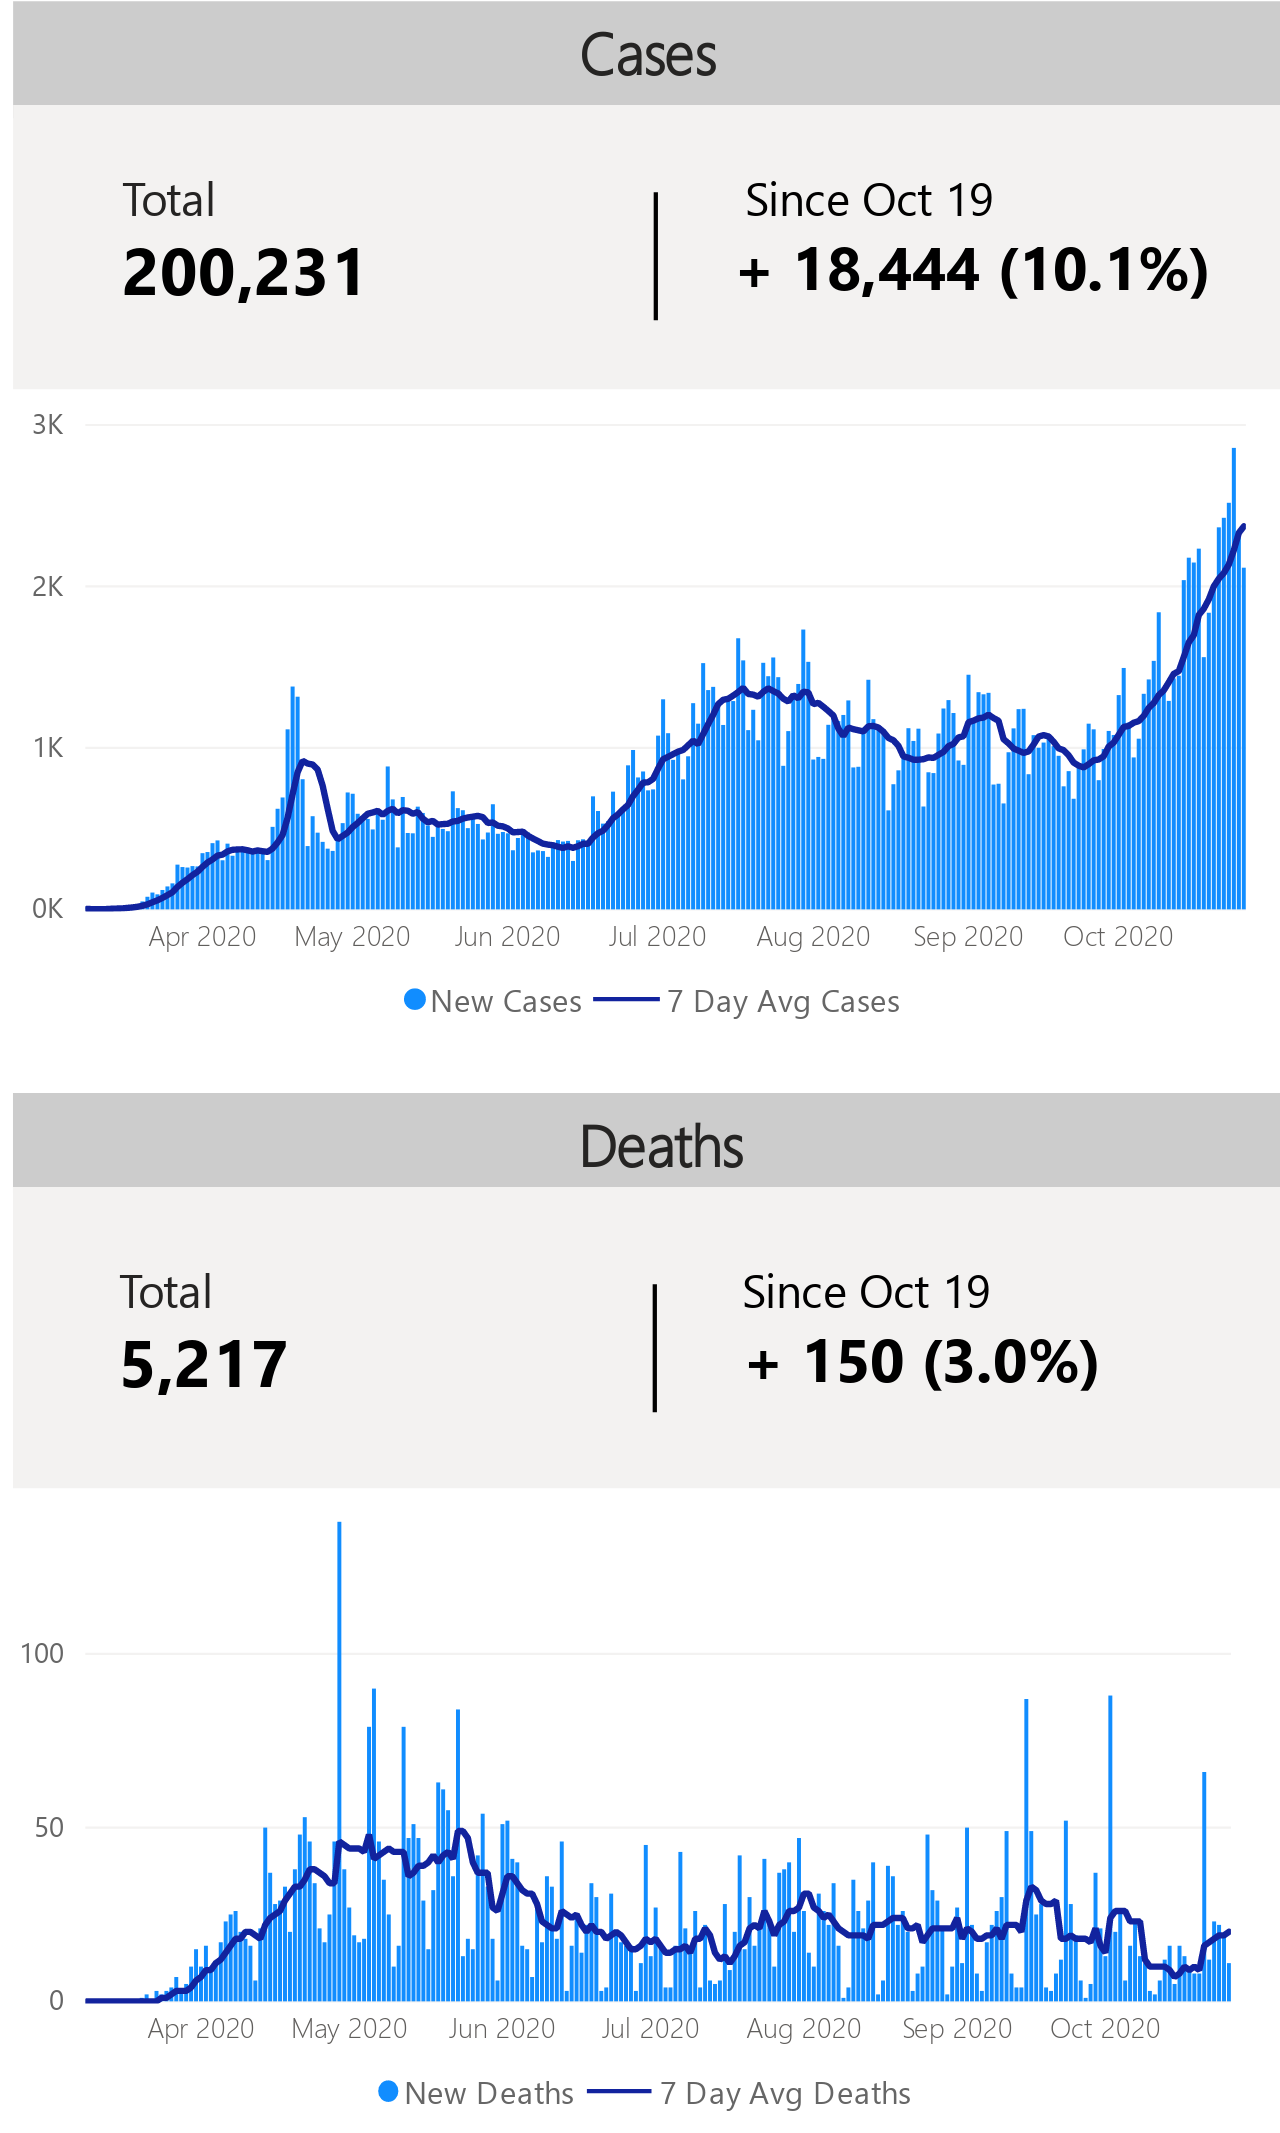 Cases
Total
Since Oct 19
200,231
+ 18,444 (10.1%)
3K
2K
1K
0K
Apr 2020 May 2020 Jun 2020 Jul 2020 Aug 2020 Sep 2020 Oct 2020
New Cases 7 Day Avg Cases
Deaths
Total
Since Oct 19
5,217
+ 150 (3.0%)
100
50
0
Apr 2020 May 2020 Jun 2020 Jul 2020 Aug 2020 Sep 2020 Oct 2020
New Deaths 7 Day Avg Deaths